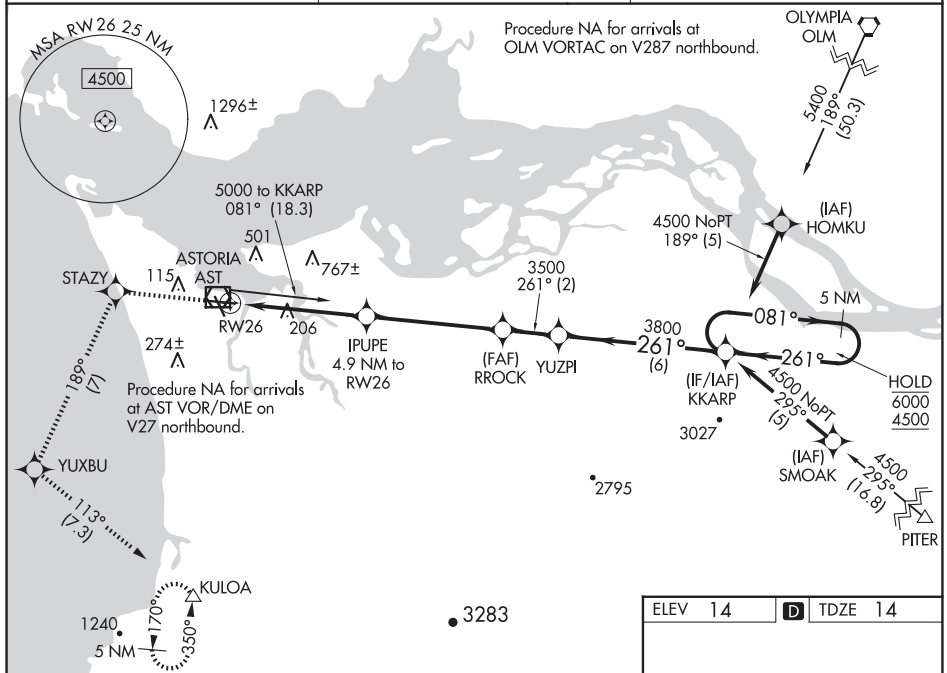 MSA RW26 25 NM
4500
1296±
Procedure NA for arrivals at
OLM VORTAC on V287 northbound.
OLYMPIA
OLM
5400
189°
(50.3)
5000 to KKARP
081° (18.3)
4500 NoPT
189° (5)
(IAF)
HOMKU
STAZY
115
ASTORIA
AST
501
767±
3500
261° (2)
5 NM
081°
RW26
206
IPUPE
4.9 NM to
RW26
(FAF)
RROCK
YUZPI
3800
261°
(6)
261°
(IF/IAF)
KKARP
HOLD
6000
4500
274±
Procedure NA for arrivals
at AST VOR/DME on
V27 northbound.
189°
(7)
4500 NoPT
295°
(5)
3027
(IAF)
SMOAK
4500
295°
(16.8)
PITER
YUXBU
113°
(7.3)
2795
KULOA
170°
350°
1240
5 NM
3283
ELEV 14 D TDZE 14